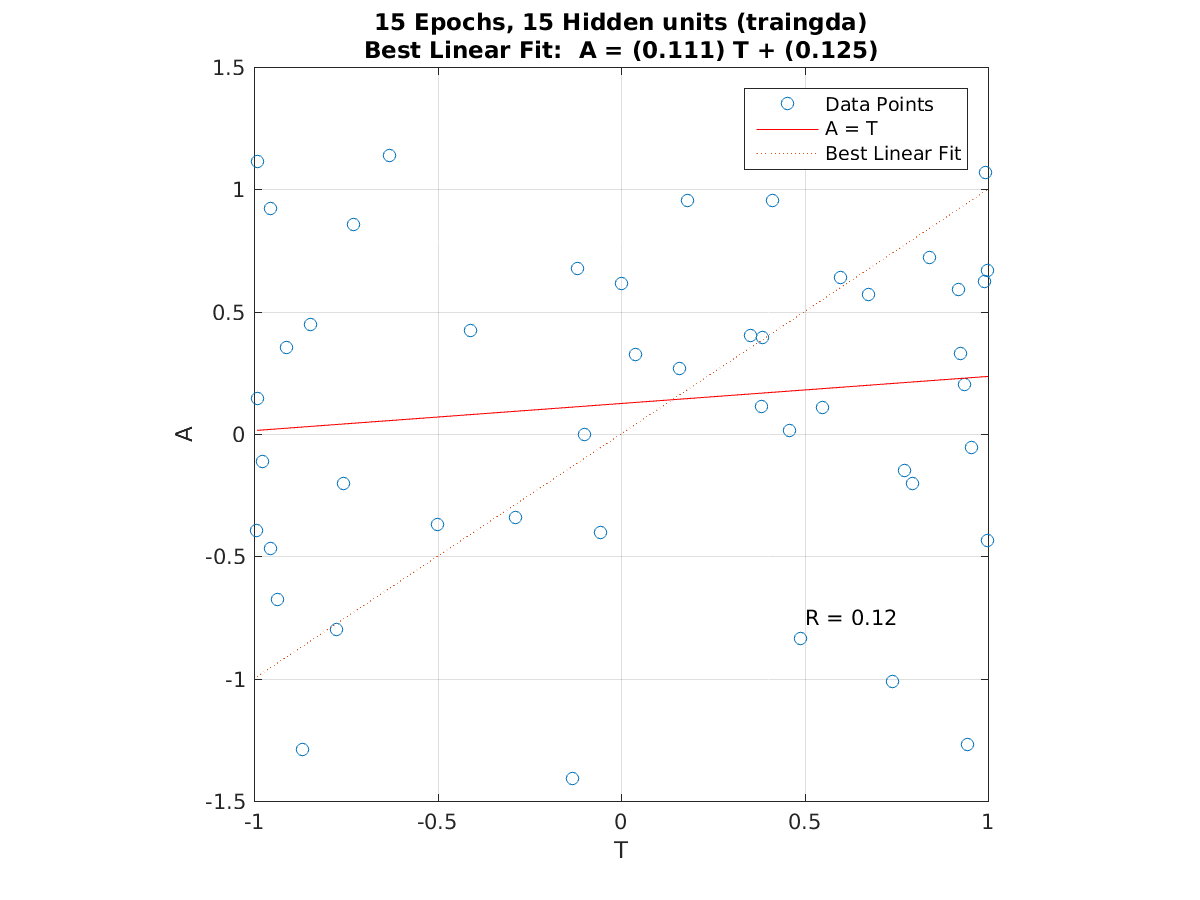 15 Epochs, 15 Hidden units (traingda)
Best Linear Fit:  A = (0.111) T + (0.125)
1.5
1
0.5
0
-0.5
-1
-1.5
A
Data Points
A = T
Best Linear Fit
R = 0.12
-1
-0.5
0
0.5
1
T